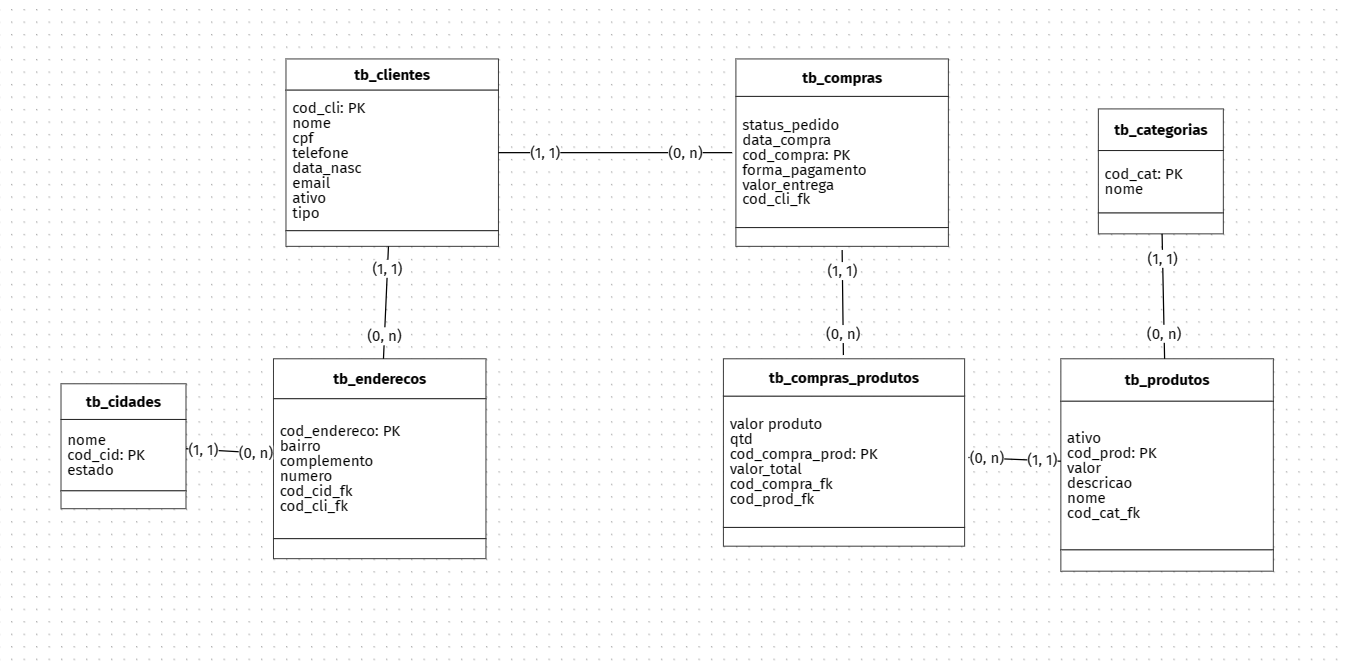 tb_clientes
cod_cli: PK
nome
cpf
telefone
data_nasc
email
ativo
tipo
(1, 1)
(0, n)
tb_compras
status_pedido
data_compra
cod_compra: PK
forma_pagamento
valor_entrega
cod_cli_fk
tb_categorias
cod_cat: PK
nome
(1, 1)
(0, n)
(1, 1)
(0, n)
(1, 1)
(0, n)
tb_cidades
nome
cod_cid: PK
estado
(1, 1)
(0, n)
tb_enderecos
cod_endereco: PK
bairro
complemento
numero
cod_cid_fk
cod_cli_fk
tb_compras_produtos
valor produto
qtd
cod_compra_prod: PK
valor_total
cod_compra_fk
cod_prod_fk
(0, n)
(1, 1)
tb_produtos
ativo
cod_prod: PK
valor
descricao
nome
cod_cat_fk